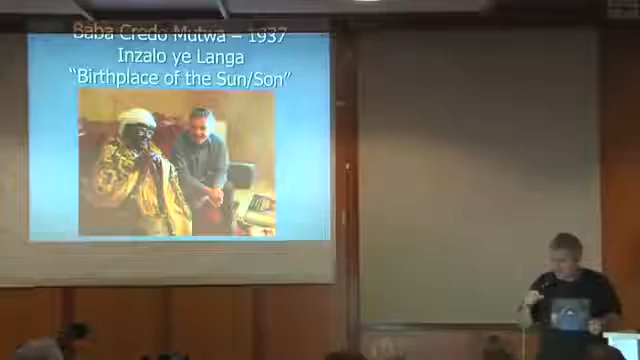 Baba Credo Mutwa – 1937
Inzalo ye Langa
“Birthplace of the Sun/Son”